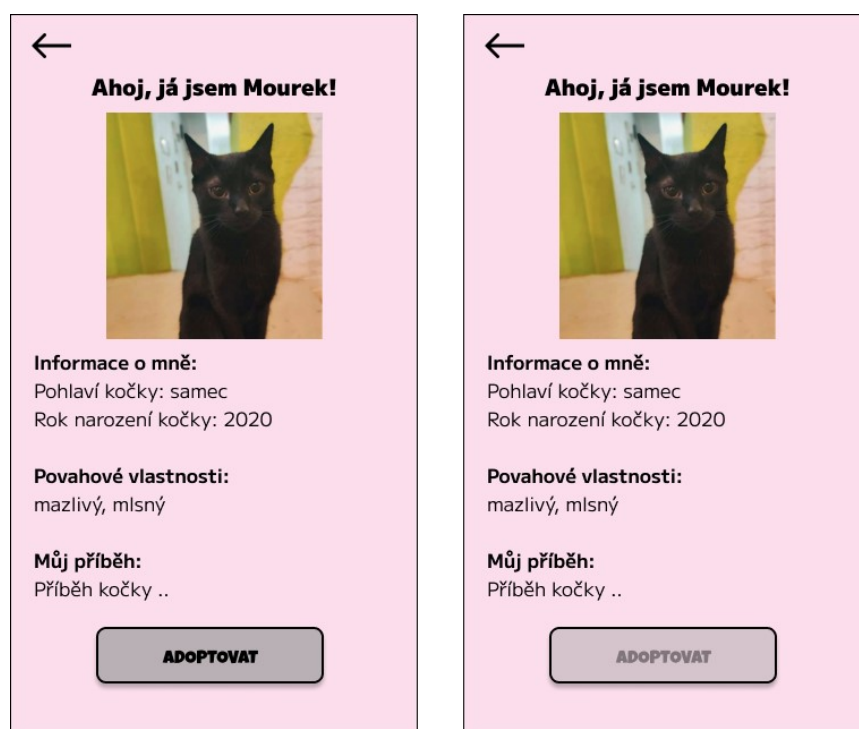 Ahoj, já jsem Mourek!
Informace o mně:
Pohlaví kočky: samec
Rok narození kočky: 2020
Povahové vlastnosti:
mazlivý, mlsný
Můj příběh:
Příběh kočky ..
ADOPTOVAT
Ahoj, já jsem Mourek!
Informace o mně:
Pohlaví kočky: samec
Rok narození kočky: 2020
Povahové vlastnosti:
mazlivý, mlsný
Můj příběh:
Příběh kočky ..
ADOPTOVAT